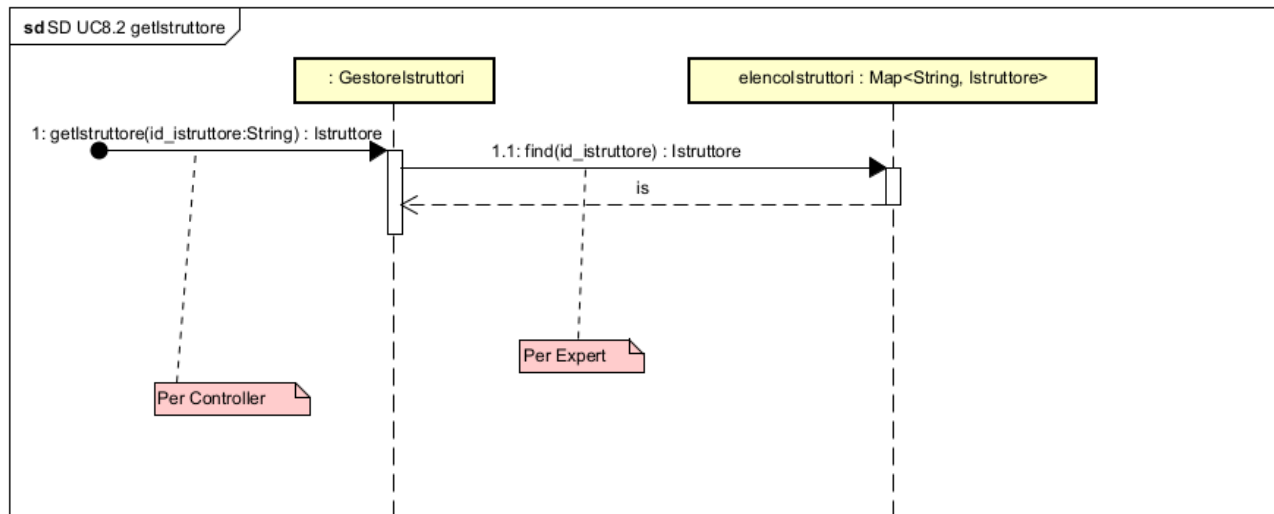 sd SD UC8.2 getIstruttore
: GestoreIstruttori
elencoIstruttori : Map<String, Istruttore>
1: getIstruttore(id_istruttore:String) : Istruttore
1.1: find(id_istruttore) : Istruttore
is
Per Expert
Per Controller